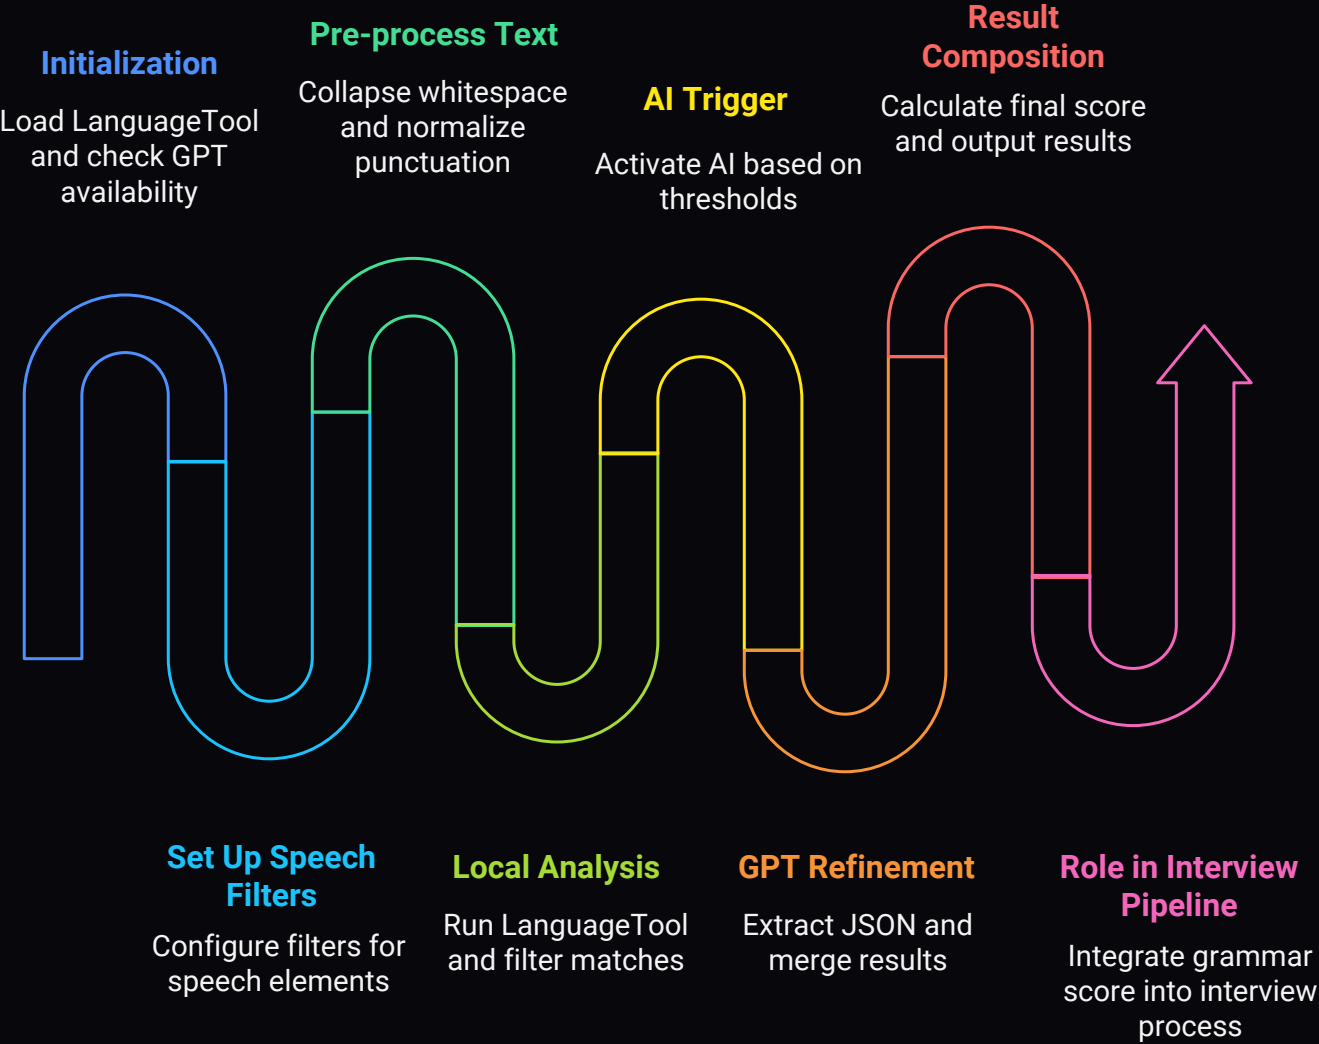 Initialization
Load LanguageTool
and check GPT
availability
Set Up Speech
Filters
Configure filters for
speech elements
Pre-process Text
Collapse whitespace
and normalize
punctuation
Local Analysis
Run LanguageTool
and filter matches
AI Trigger
Activate AI based on
thresholds
GPT Refinement
Extract JSON and
merge results
Result
Composition
Calculate final score
and output results
Role in Interview
Pipeline
Integrate grammar
score into interview
process